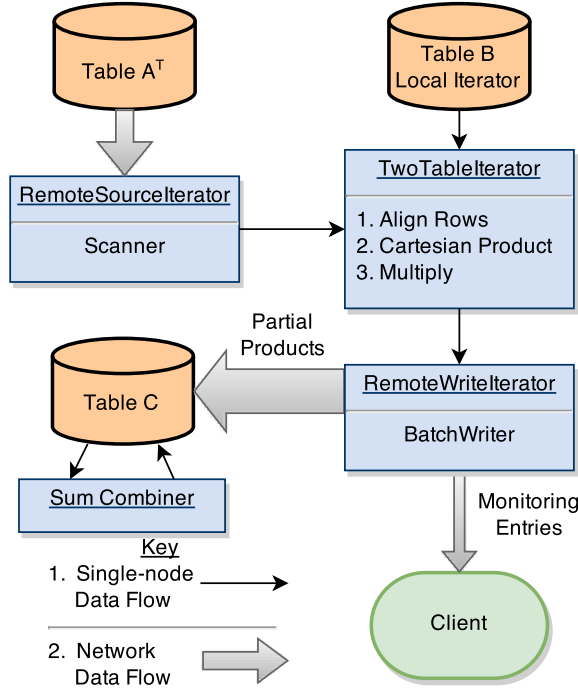 Table Aᵀ
Table B
Local Iterator
RemoteSourceIterator
Scanner
TwoTableIterator
1. Align Rows
2. Cartesian Product
3. Multiply
Partial
Products
Table C
RemoteWriteIterator
BatchWriter
Sum Combiner
Monitoring
Entries
Client
Key
1. Single-node
Data Flow
2. Network
Data Flow